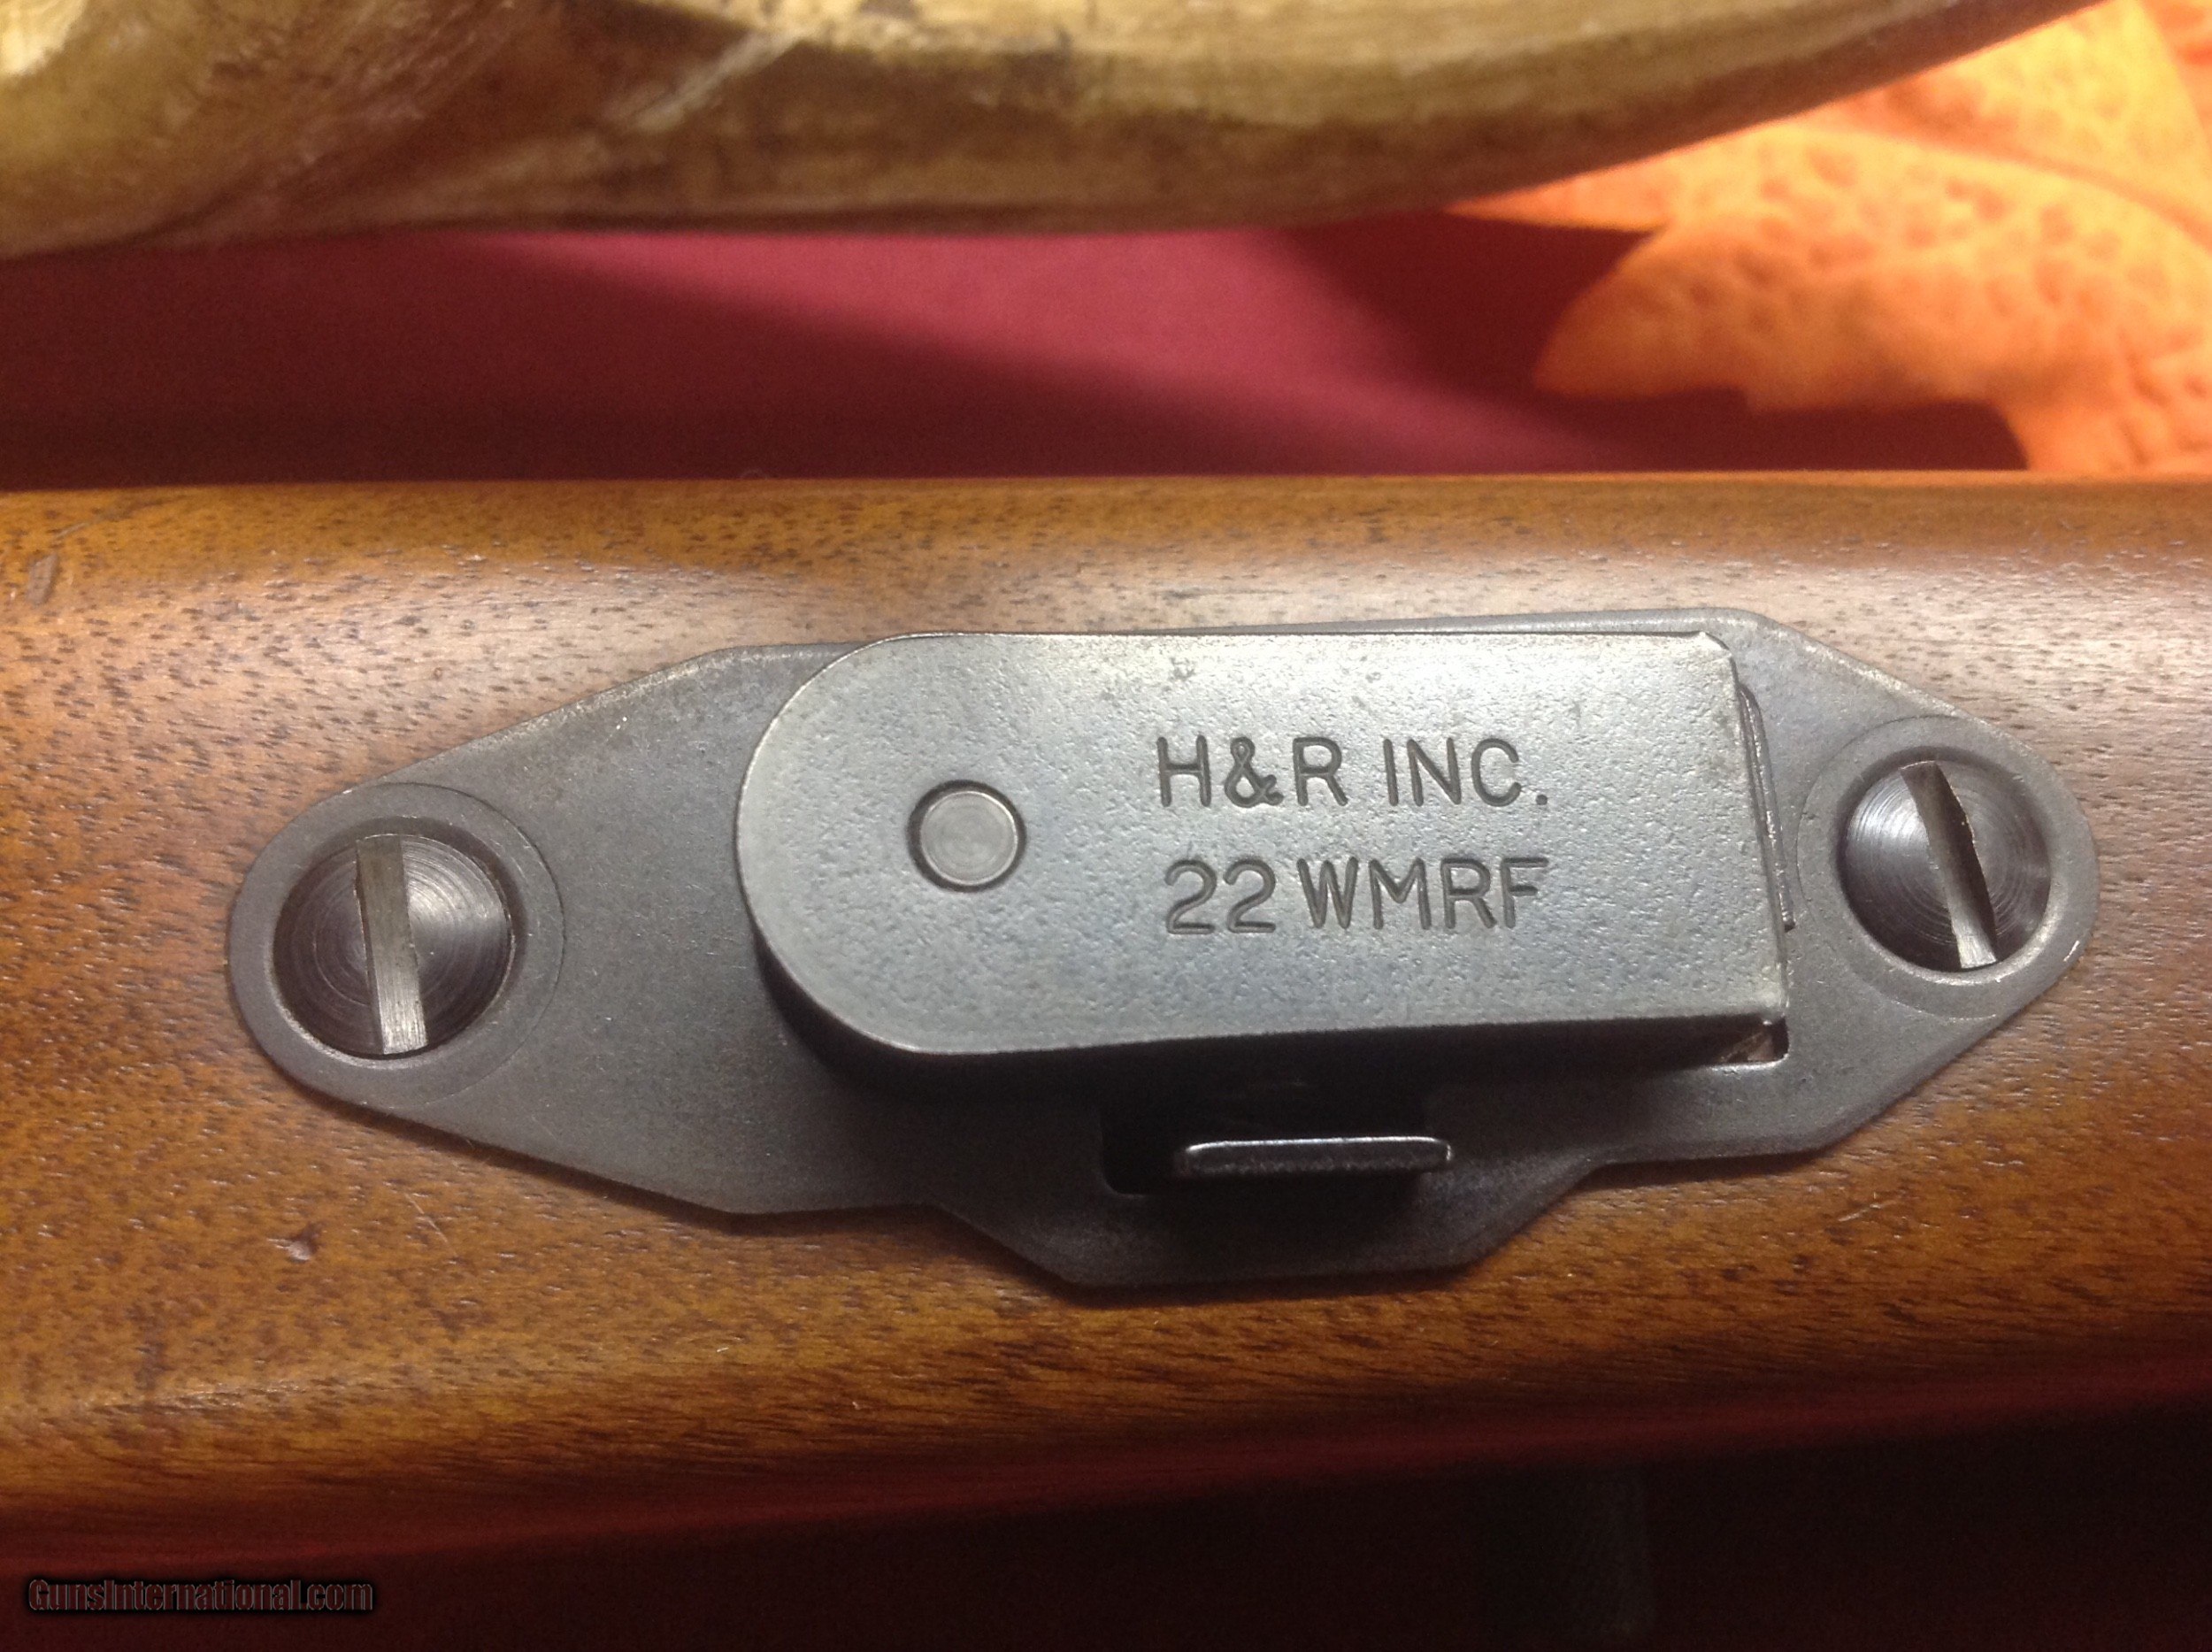 H&R INC.
22 WMRF
GunsInternational.com